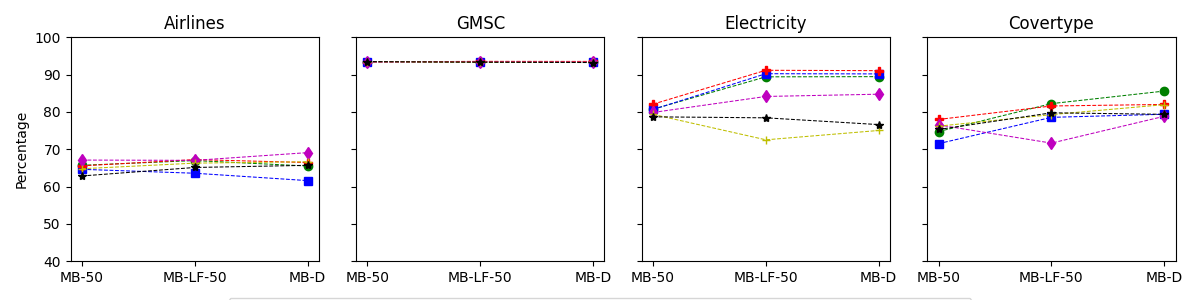 Airlines
GMSC
Electricity
Covertype
Percentage
100
90
80
70
60
50
40
MB-50
MB-LF-50
MB-D
MB-50
MB-LF-50
MB-D
MB-50
MB-LF-50
MB-D
MB-50
MB-LF-50
MB-D